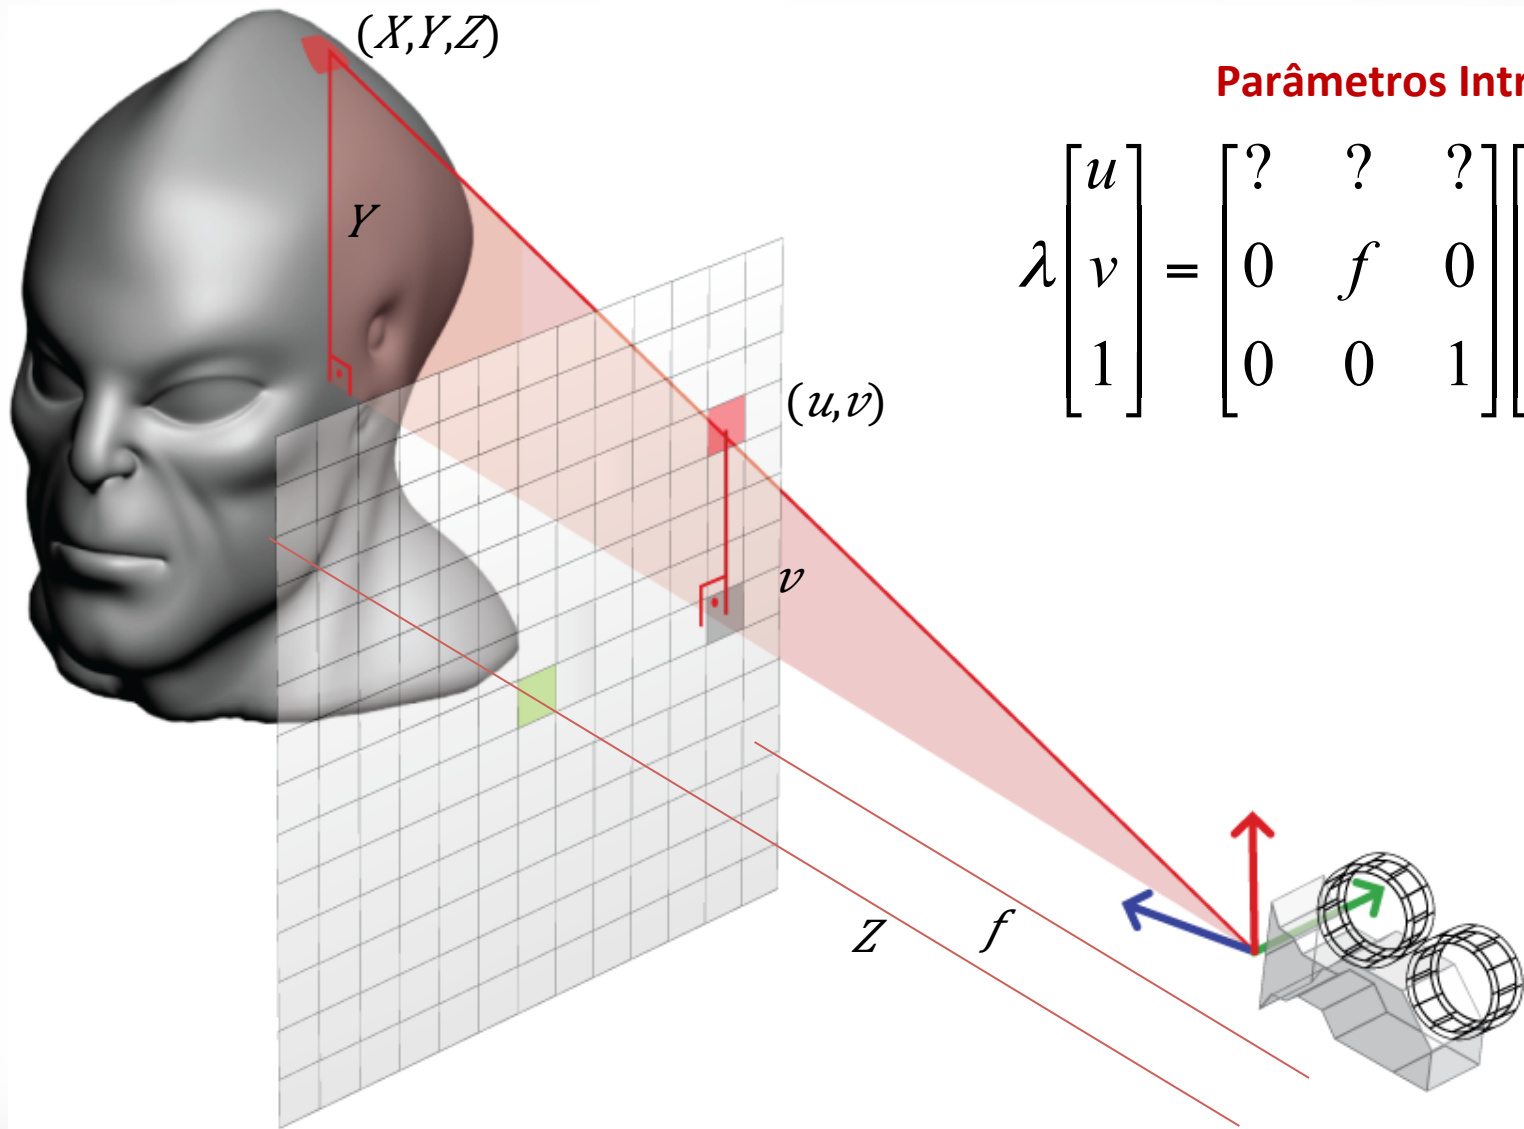 (X,Y,Z)
Parâmetros Intr
λ [u v 1] = [? ? ? 0 f 0 0 0 1] [
Y
(u,v)
v
Z
f